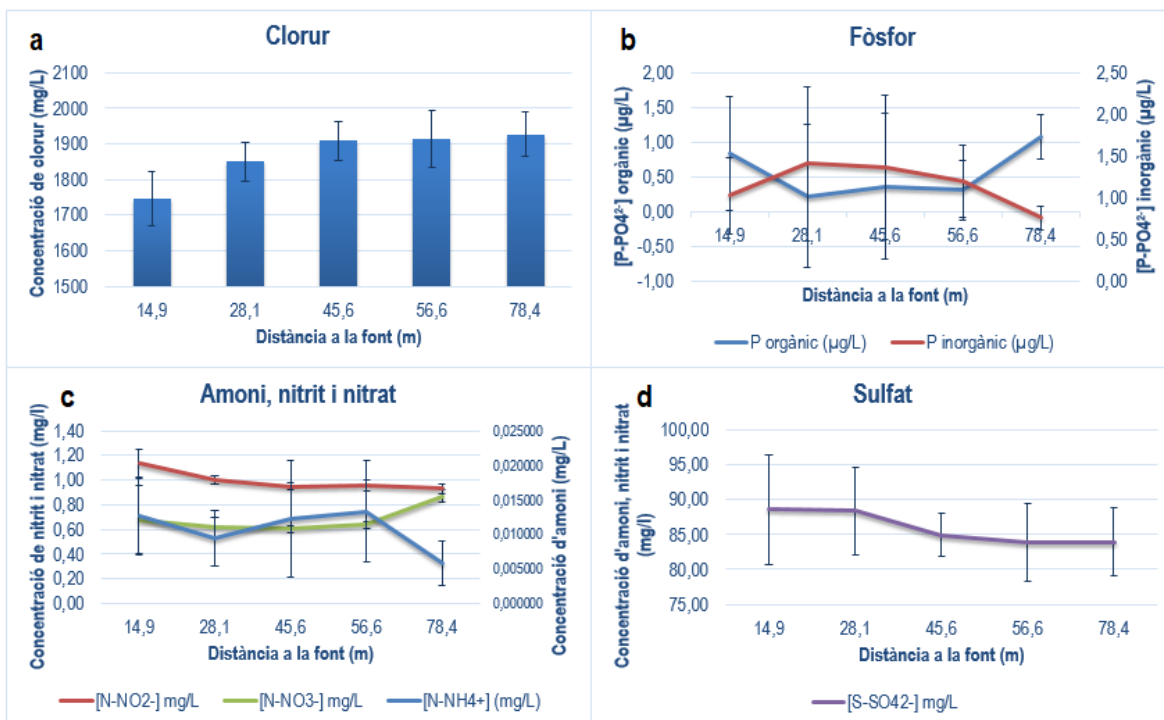 a
Clorur
Concentració de clorur (mg/L)
2100
2000
1900
1800
1700
1600
1500
14,9 28,1 45,6 56,6 78,4
Distància a la font (m)
b
Fòsfor
[P-PO4²-] orgànic (µg/L)
2,00
1,50
1,00
0,50
0,00
-0,50
-1,00
2,50
2,00
1,50
1,00
0,50
0,00
[P-PO4²-] inorgànic (µg/L)
14,9 28,1 45,6 56,6 78,4
Distància a la font (m)
P orgànic (µg/L) P inorgànic (µg/L)
c
Amoni, nitrit i nitrat
Concentració de nitrit i nitrat (mg/l)
1,40
1,20
1,00
0,80
0,60
0,40
0,20
0,00
0,025000
0,020000
0,015000
0,010000
0,005000
0,000000
Concentració d'amoni (mg/L)
14,9 28,1 45,6 56,6 78,4
Distància a la font (m)
[N-NO2-] mg/L [N-NO3-] mg/L [N-NH4+] (mg/L)
d
Sulfat
Concentració d'amoni, nitrit i nitrat
(mg/l)
100,00
95,00
90,00
85,00
80,00
75,00
14,9 28,1 45,6 56,6 78,4
Distància a la font (m)
[S-SO42-] mg/L